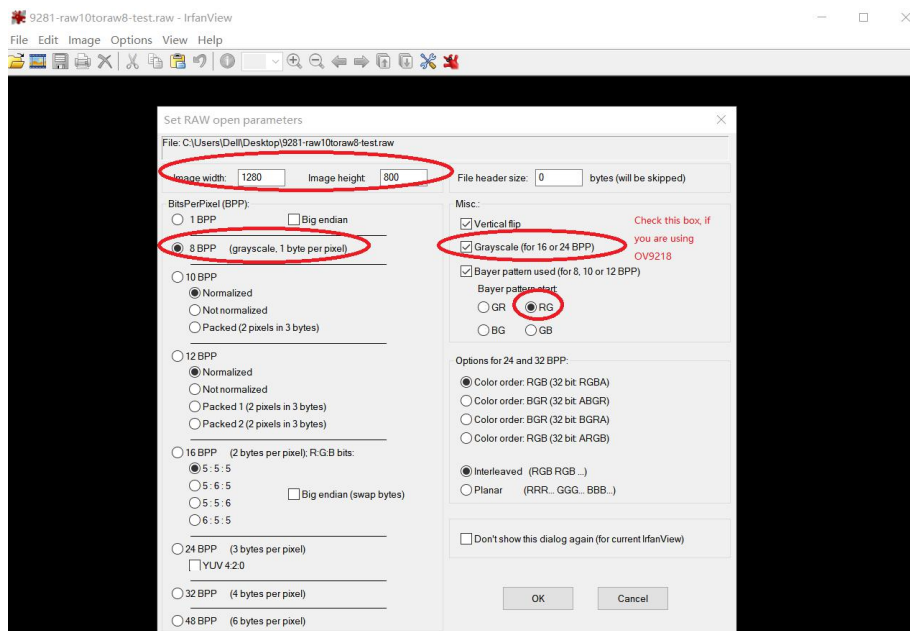 9281-raw10toraw8-test.raw - IrfanView
File Edit Image Options View Help
Set RAW open parameters
File: C:\Users\Dell\Desktop\9281-raw10toraw8-test.raw
Image width: 1280 Image height: 800
File header size: 0 bytes (will be skipped)
BitsPerPixel (BPP):
1 BPP Big endian
8 BPP (grayscale, 1 byte per pixel)
10 BPP
Normalized
Not normalized
Packed (2 pixels in 3 bytes)
12 BPP
Normalized
Not normalized
Packed 1 (2 pixels in 3 bytes)
Packed 2 (2 pixels in 3 bytes)
16 BPP (2 bytes per pixel); R:G:B bits:
5 : 5 : 5
5 : 6 : 5
5 : 5 : 6
6 : 5 : 5
Big endian (swap bytes)
24 BPP (3 bytes per pixel)
YUV 4:2:0
32 BPP (4 bytes per pixel)
48 BPP (6 bytes per pixel)
Misc.:
Vertical flip
Grayscale (for 16 or 24 BPP)
Bayer pattern used (for 8, 10 or 12 BPP)
Bayer pattern start:
GR RG
BG GB
Check this box, if
you are using
OV9218
Options for 24 and 32 BPP:
Color order: RGB (32 bit: RGBA)
Color order: BGR (32 bit: ABGR)
Color order: BGR (32 bit: BGRA)
Color order: RGB (32 bit: ARGB)
Interleaved (RGB RGB ...)
Planar (RRR... GGG... BBB...)
Don't show this dialog again (for current IrfanView)
OK Cancel